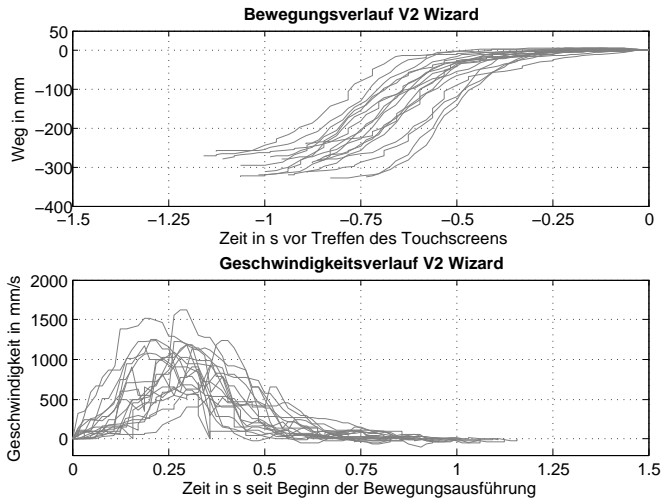 Bewegungsverlauf V2 Wizard
50
0
−100
−200
−300
−400
Weg in mm
−1.5 −1.25 −1 −0.75 −0.5 −0.25 0
Zeit in s vor Treffen des Touchscreens
Geschwindigkeitsverlauf V2 Wizard
2000
1500
1000
500
0
Geschwindigkeit in mm/s
0 0.25 0.5 0.75 1 1.25 1.5
Zeit in s seit Beginn der Bewegungsausführung